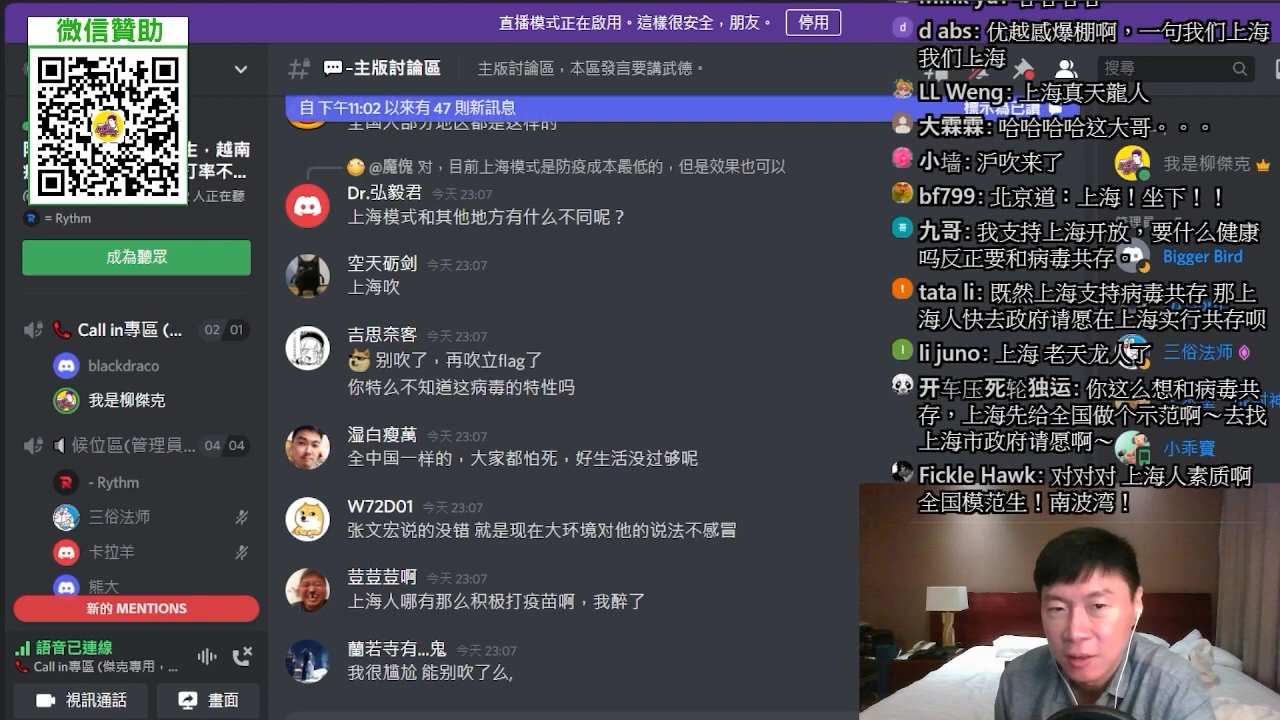 直播模式正在啟用。這樣很安全，朋友。
停用
微信贊助
生，越南
打率不...
人正在聽
= Rythm
成為聽眾
Call in專區 (...
02
01
blackdraco
我是柳傑克
候位區(管理員...
04
04
- Rythm
三俗法师
卡拉羊
熊大
新的 MENTIONS
語音已連線
Call in專區 (傑克專用，...
視訊通話
畫面
-主版討論區
主版討論區，本區發言要講武德。
搜尋
自 下午11:02 以來有 47 則新訊息
標示為已讀
全国大部分地区都是这样的
@魔傀 对，目前上海模式是防疫成本最低的，但是效果也可以
Dr.弘毅君 今天 23:07
上海模式和其他地方有什么不同呢？
空天砺剑 今天 23:07
上海吹
吉思奈客 今天 23:07
别吹了，再吹立flag了
你特么不知道这病毒的特性吗
湿白瘦萬 今天 23:07
全中国一样的，大家都怕死，好生活没过够呢
W72D01 今天 23:07
张文宏说的没错 就是现在大环境对他的说法不感冒
荳荳荳啊 今天 23:07
上海人哪有那么积极打疫苗啊，我醉了
蘭若寺有...鬼 今天 23:07
我很尴尬 能别吹了么,
d abs: 优越感爆棚啊，一句我们上海
我们上海
LL Weng: 上海真天龍人
大霖霖: 哈哈哈哈这大哥。。。
小墙: 沪吹来了
bf799: 北京道：上海！坐下！！
九哥: 我支持上海开放，要什么健康
吗反正要和病毒共存
tata li: 既然上海支持病毒共存 那上
海人快去政府请愿在上海实行共存呗
li juno: 上海 老天龙人了
开车压死轮独运: 你这么想和病毒共
存，上海先给全国做个示范啊～去找
上海市政府请愿啊～
Fickle Hawk: 对对对 上海人素质啊
全国模范生！南波湾！
我是柳傑克
Bigger Bird
三俗法师
小乖寶